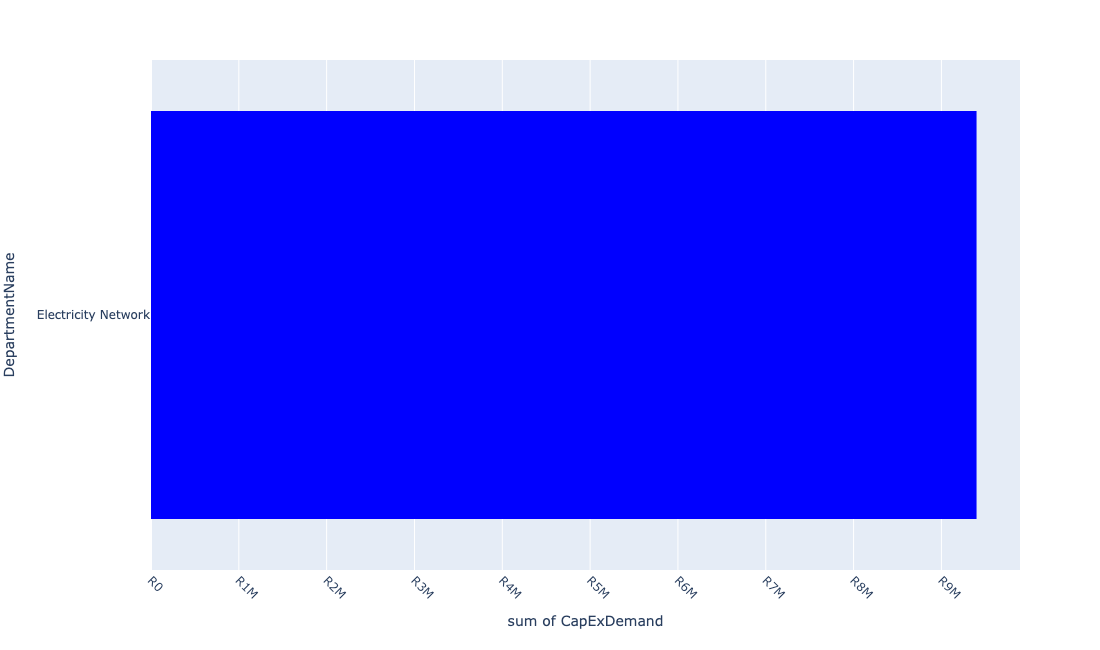 DepartmentName
Electricity Network
R0
R1M
R2M
R3M
R4M
R5M
R6M
R7M
R8M
R9M
sum of CapExDemand